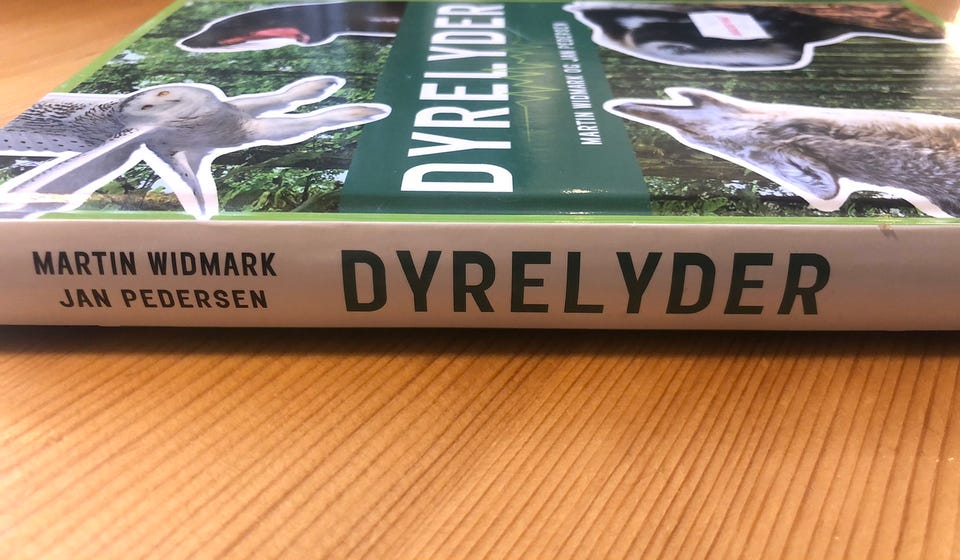 DYRELYDER
MARTIN WIDMARK OG JAN PEDERSEN
MARTIN WIDMARK
JAN PEDERSEN
DYRELYDER